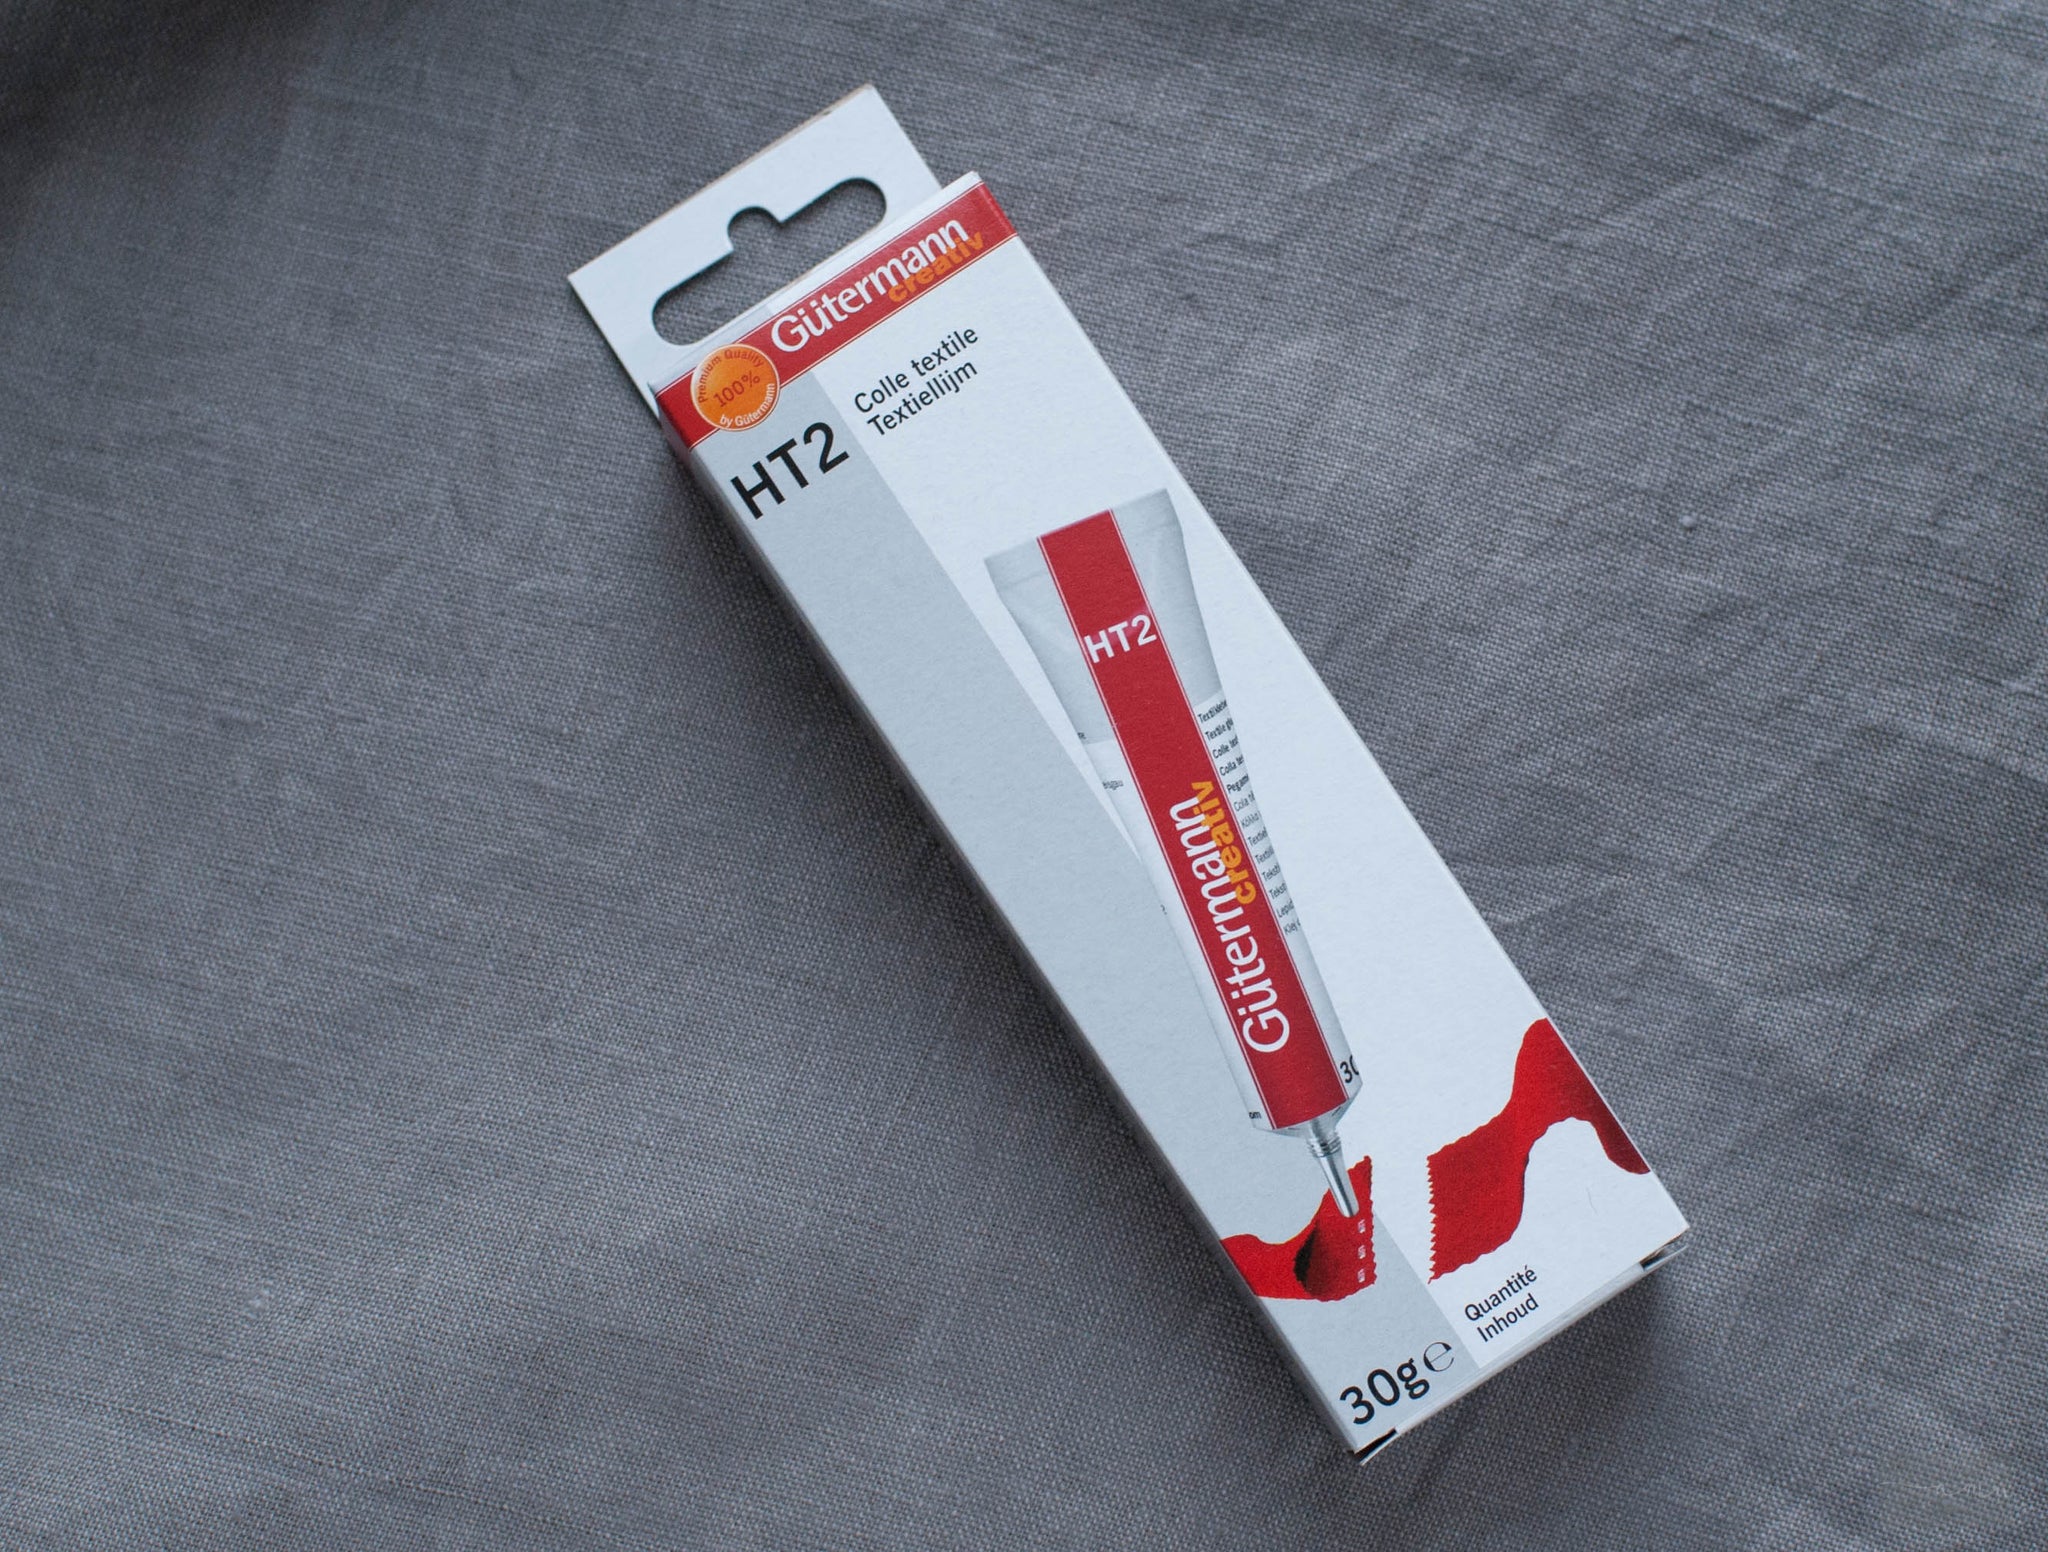 Gütermann
creativ
Premium Quality
100%
by Gütermann
HT2
Colle textile
Textiellijm
HT2
Gütermann
creativ
Quantité
Inhoud
30g ℮